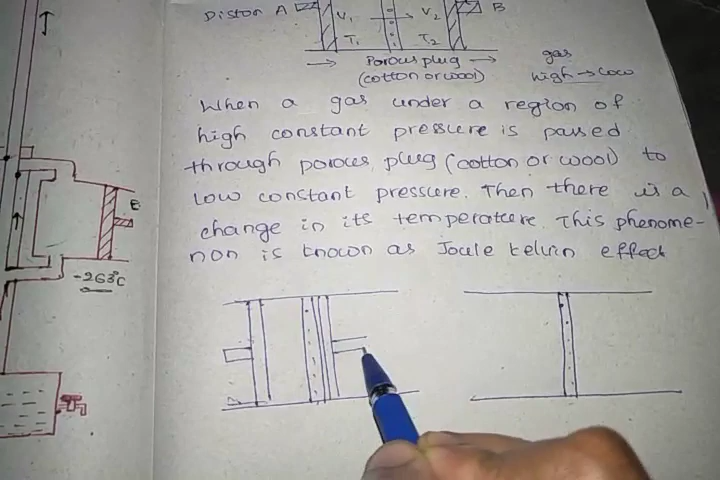 Piston A
V₁ V₂ B
T₁ T₂
Porous plug
(cotton or wool)
gas
high → low
When a gas under a region of
high constant pressure is passed
through porous plug (cotton or wool) to
low constant pressure. Then there is a
change in its temperature. This phenome-
non is known as Joule kelvin effect
B
-263°C